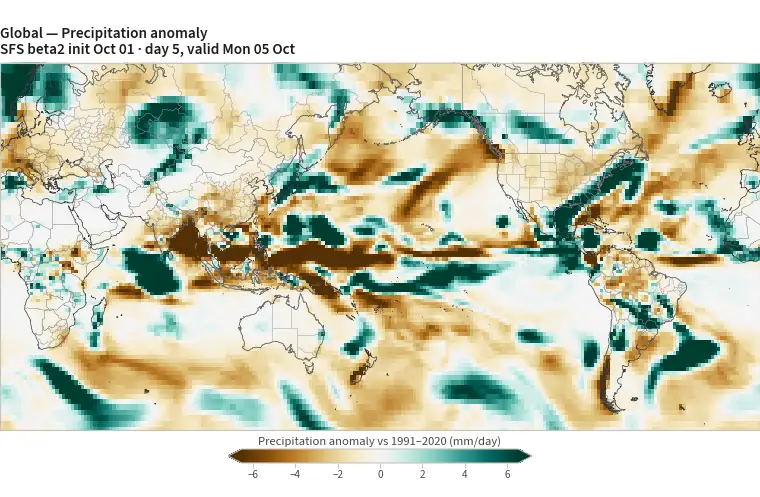 Global — Precipitation anomaly
SFS beta2 init Oct 01 · day 5, valid Mon 05 Oct
Precipitation anomaly vs 1991–2020 (mm/day)
−6 −4 −2 0 2 4 6